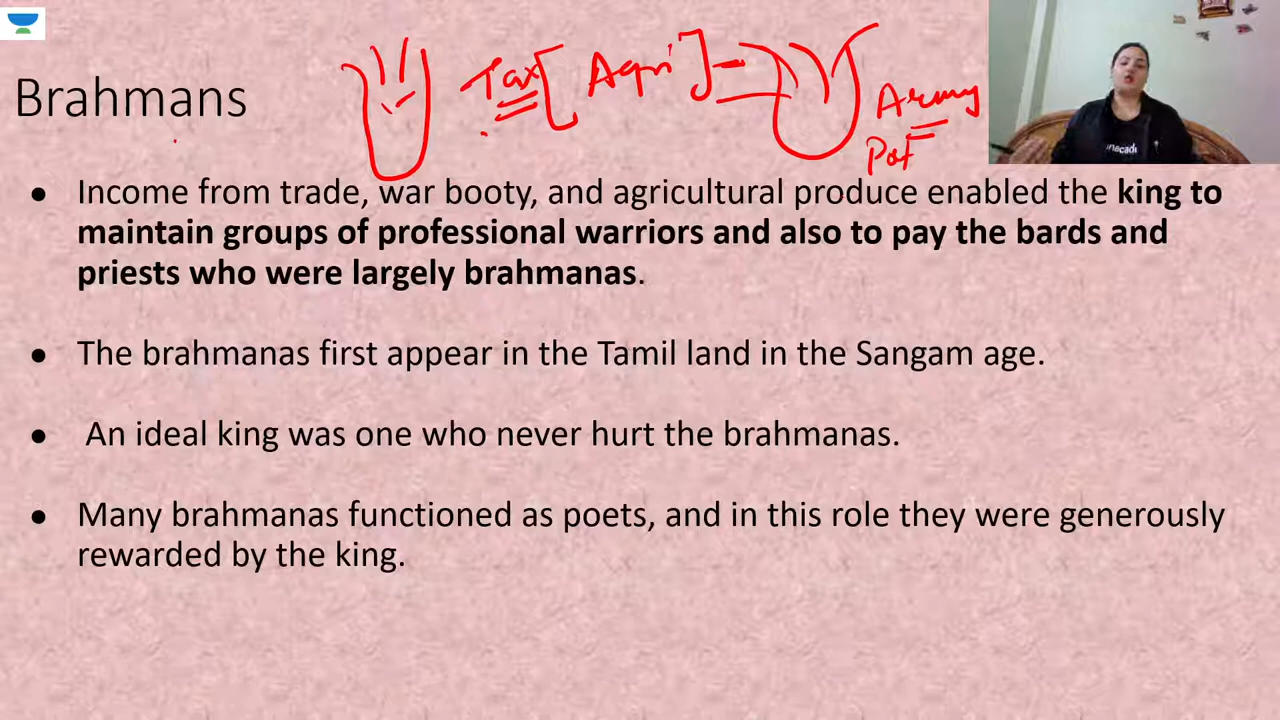 Brahmans
Tax [ Agri ]
Army
● Income from trade, war booty, and agricultural produce enabled the king to
maintain groups of professional warriors and also to pay the bards and
priests who were largely brahmanas.
● The brahmanas first appear in the Tamil land in the Sangam age.
● An ideal king was one who never hurt the brahmanas.
● Many brahmanas functioned as poets, and in this role they were generously
rewarded by the king.